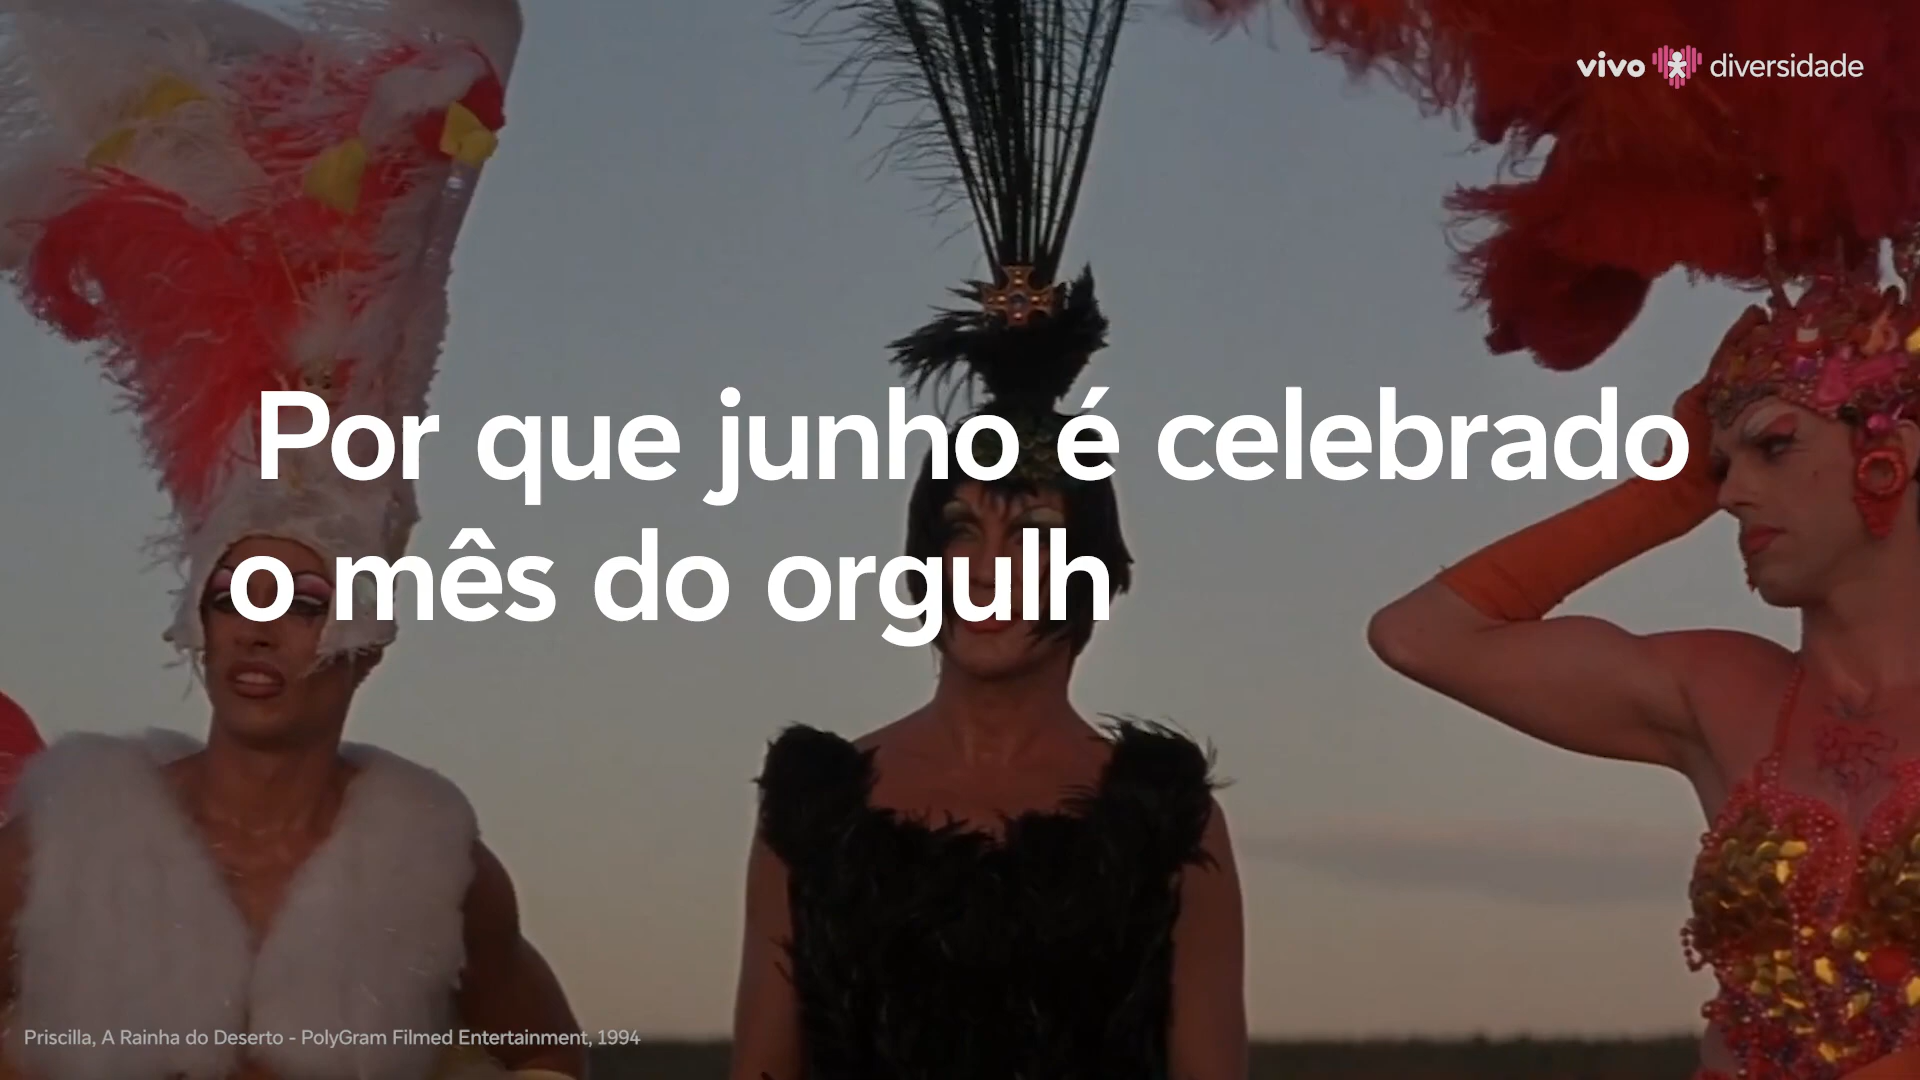 vivo diversidade
Por que junho é celebrado
o mês do orgulh
Priscilla, A Rainha do Deserto - PolyGram Filmed Entertainment, 1994